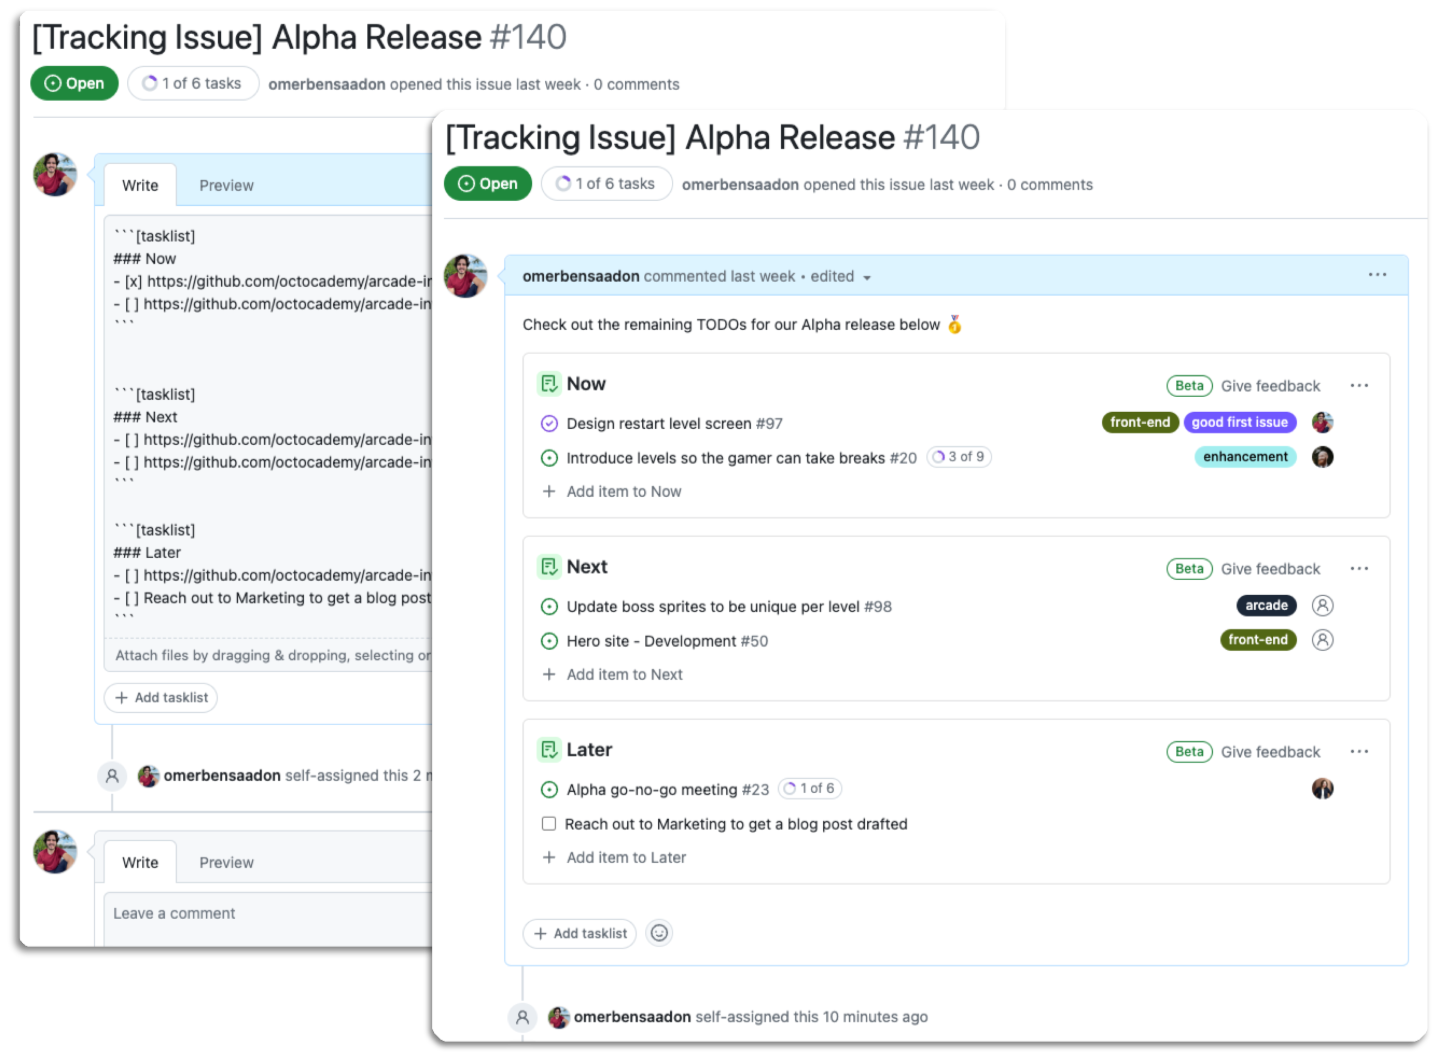 [Tracking Issue] Alpha Release #140
Open
1 of 6 tasks
omerbensaadon opened this issue last week · 0 comments
Write
Preview
```[tasklist]
### Now
- [x] https://github.com/octocademy/arcade-in
- [ ] https://github.com/octocademy/arcade-in
```
```[tasklist]
### Next
- [ ] https://github.com/octocademy/arcade-in
- [ ] https://github.com/octocademy/arcade-in
```
```[tasklist]
### Later
- [ ] https://github.com/octocademy/arcade-in
- [ ] Reach out to Marketing to get a blog post
```
Attach files by dragging & dropping, selecting or
+ Add tasklist
omerbensaadon self-assigned this 2 m
Write
Preview
Leave a comment
[Tracking Issue] Alpha Release #140
Open
1 of 6 tasks
omerbensaadon opened this issue last week · 0 comments
omerbensaadon commented last week • edited
Check out the remaining TODOs for our Alpha release below 🏅
Now
Beta Give feedback
Design restart level screen #97
front-end good first issue
Introduce levels so the gamer can take breaks #20 3 of 9
enhancement
+ Add item to Now
Next
Beta Give feedback
Update boss sprites to be unique per level #98
arcade
Hero site - Development #50
front-end
+ Add item to Next
Later
Beta Give feedback
Alpha go-no-go meeting #23 1 of 6
Reach out to Marketing to get a blog post drafted
+ Add item to Later
+ Add tasklist
omerbensaadon self-assigned this 10 minutes ago